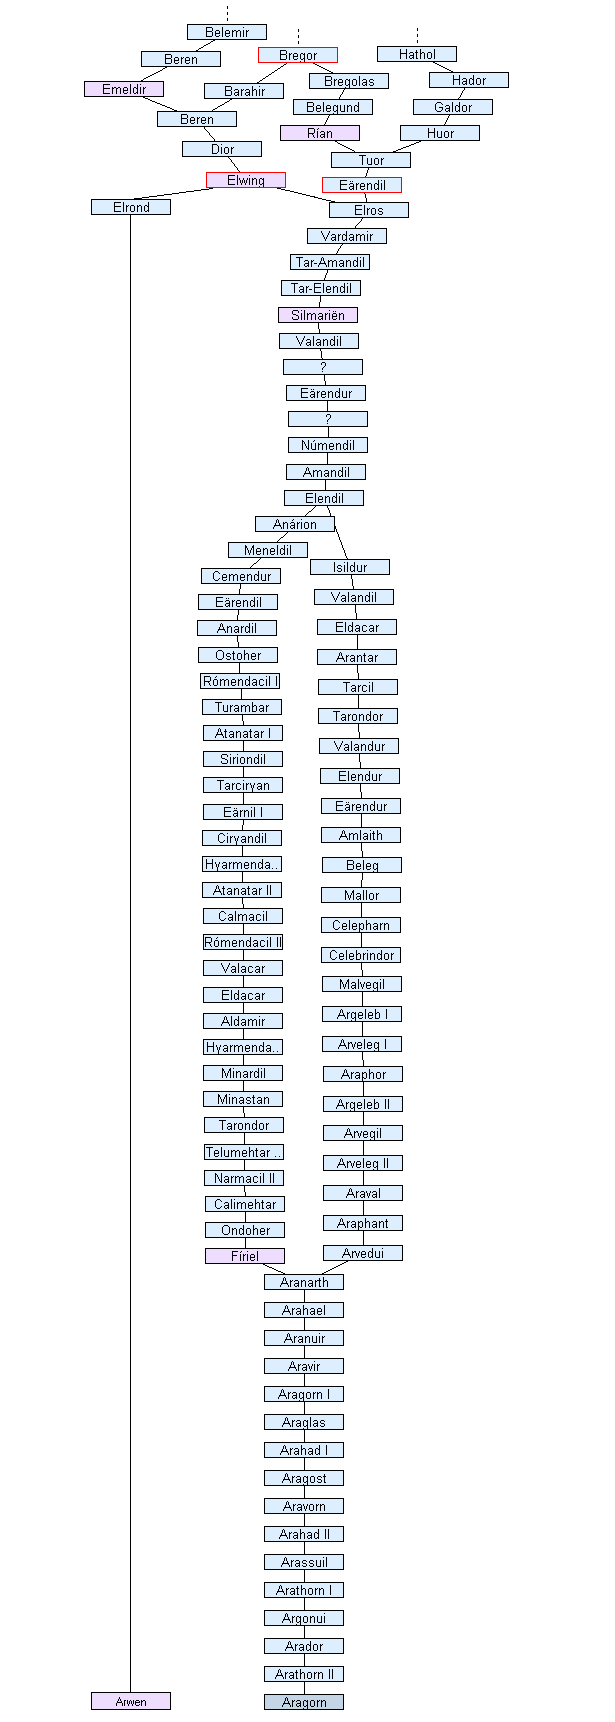 Belemir
Bregor
Hathol
Beren
Bregolas
Hador
Emeldir
Barahir
Belegund
Galdor
Beren
Rían
Huor
Dior
Tuor
Elwing
Eärendil
Elrond
Elros
Vardamir
Tar-Amandil
Tar-Elendil
Silmariën
Valandil
?
Eärendur
?
Númendil
Amandil
Elendil
Anárion
Meneldil
Isildur
Cemendur
Valandil
Eärendil
Anardil
Eldacar
Ostoher
Arantar
Rómendacil I
Tarcil
Turambar
Tarondor
Atanatar I
Valandur
Siriondil
Elendur
Tarciryan
Eärendur
Eärnil I
Amlaith
Ciryandil
Hyarmenda..
Beleg
Atanatar II
Mallor
Calmacil
Celepharn
Rómendacil II
Celebrindor
Valacar
Malvegil
Eldacar
Argeleb I
Aldamir
Arveleg I
Hyarmenda..
Minardil
Araphor
Minastan
Argeleb II
Tarondor
Arvegil
Telumehtar ..
Arveleg II
Narmacil II
Araval
Calimehtar
Araphant
Ondoher
Arvedui
Fíriel
Aranarth
Arahael
Aranuir
Aravir
Aragorn I
Araglas
Arahad I
Aragost
Aravorn
Arahad II
Arassuil
Arathorn I
Argonui
Arador
Arathorn II
Arwen
Aragorn